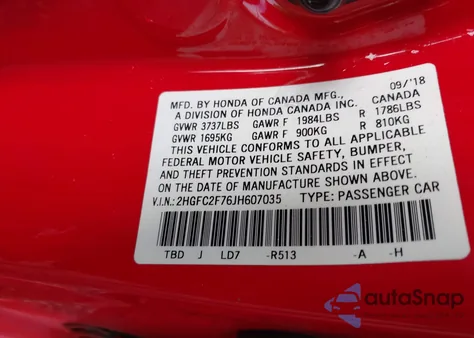 09/'18
MFD. BY HONDA OF CANADA MFG., CANADA
A DIVISION OF HONDA CANADA INC.
GVWR 3737LBS GAWR F 1984LBS R 1786LBS
GVWR 1695KG GAWR F 900KG R 810KG
THIS VEHICLE CONFORMS TO ALL APPLICABLE
FEDERAL MOTOR VEHICLE SAFETY, BUMPER,
AND THEFT PREVENTION STANDARDS IN EFFECT
ON THE DATE OF MANUFACTURE SHOWN ABOVE.
V.I.N.: 2HGFC2F76JH607035 TYPE: PASSENGER CAR
TBD J LD7 -R513 -A -H
autoSnap